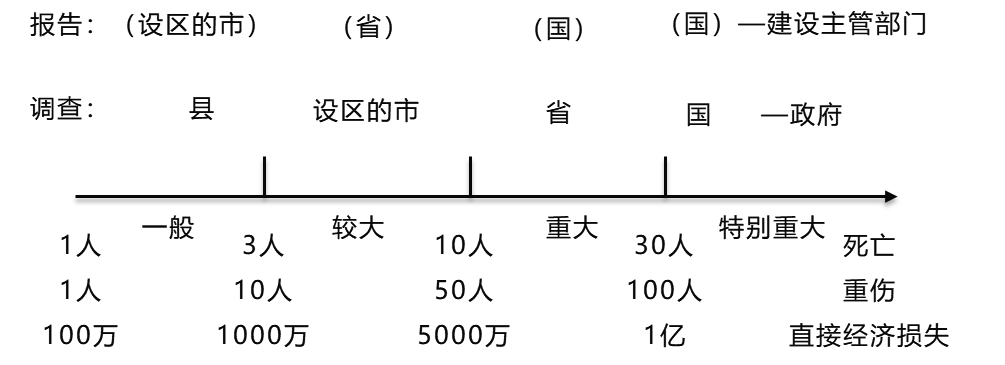 报告：（设区的市） （省） （国） （国）—建设主管部门
调查： 县 设区的市 省 国 —政府
一般 较大 重大 特别重大
1人 3人 10人 30人 死亡
1人 10人 50人 100人 重伤
100万 1000万 5000万 1亿 直接经济损失